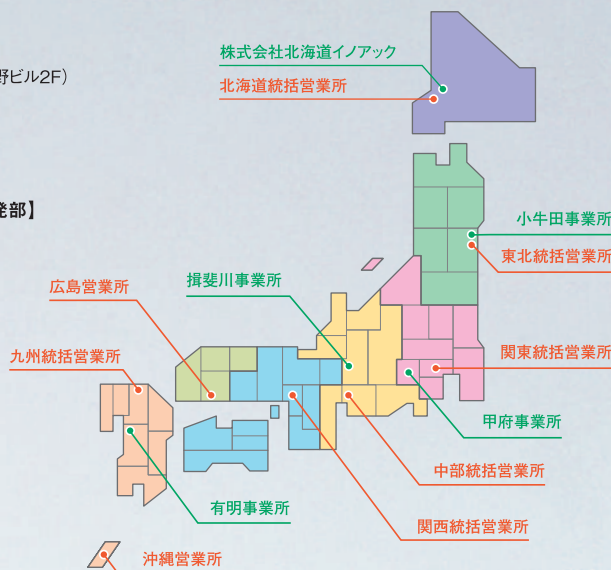 野ビル2F）
発部】
株式会社北海道イノアック
北海道統括営業所
小牛田事業所
東北統括営業所
揖斐川事業所
広島営業所
九州統括営業所
関東統括営業所
甲府事業所
中部統括営業所
有明事業所
関西統括営業所
沖縄営業所